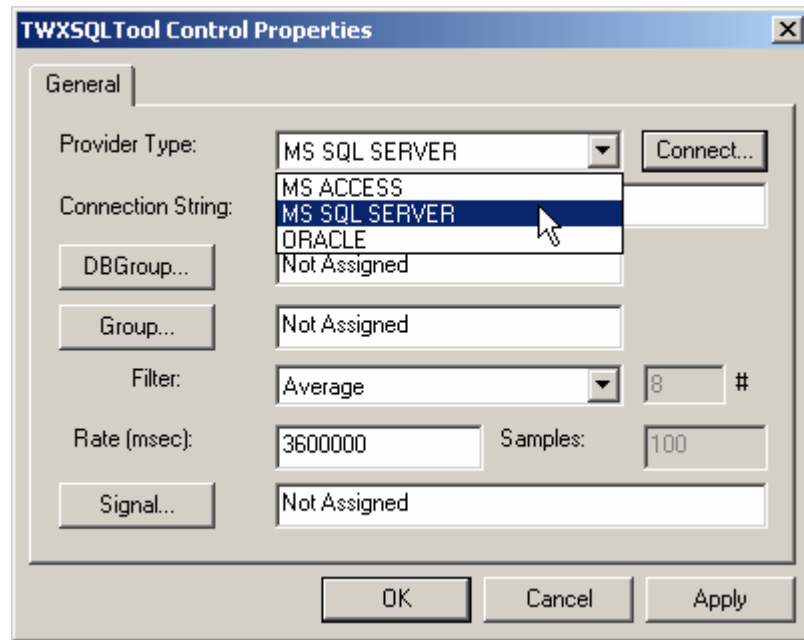 TWXSQLTool Control Properties
General
Provider Type: MS SQL SERVER Connect...
MS ACCESS
Connection String: MS SQL SERVER
ORACLE
DBGroup... Not Assigned
Group... Not Assigned
Filter: Average 8 #
Rate (msec): 3600000 Samples: 100
Signal... Not Assigned
OK Cancel Apply